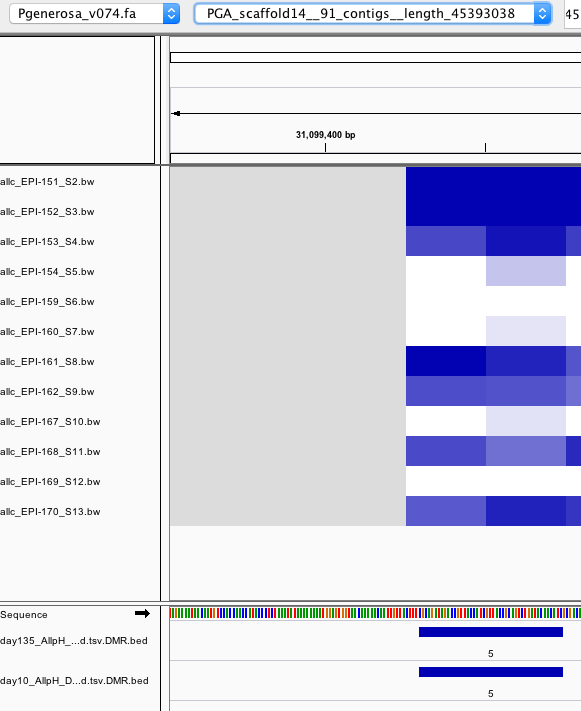 Pgenerosa_v074.fa
PGA_scaffold14__91_contigs__length_45393038
45
31,099,400 bp
allc_EPI-151_S2.bw
allc_EPI-152_S3.bw
allc_EPI-153_S4.bw
allc_EPI-154_S5.bw
allc_EPI-159_S6.bw
allc_EPI-160_S7.bw
allc_EPI-161_S8.bw
allc_EPI-162_S9.bw
allc_EPI-167_S10.bw
allc_EPI-168_S11.bw
allc_EPI-169_S12.bw
allc_EPI-170_S13.bw
Sequence
day135_AllpH_...d.tsv.DMR.bed
5
day10_AllpH_D...d.tsv.DMR.bed
5